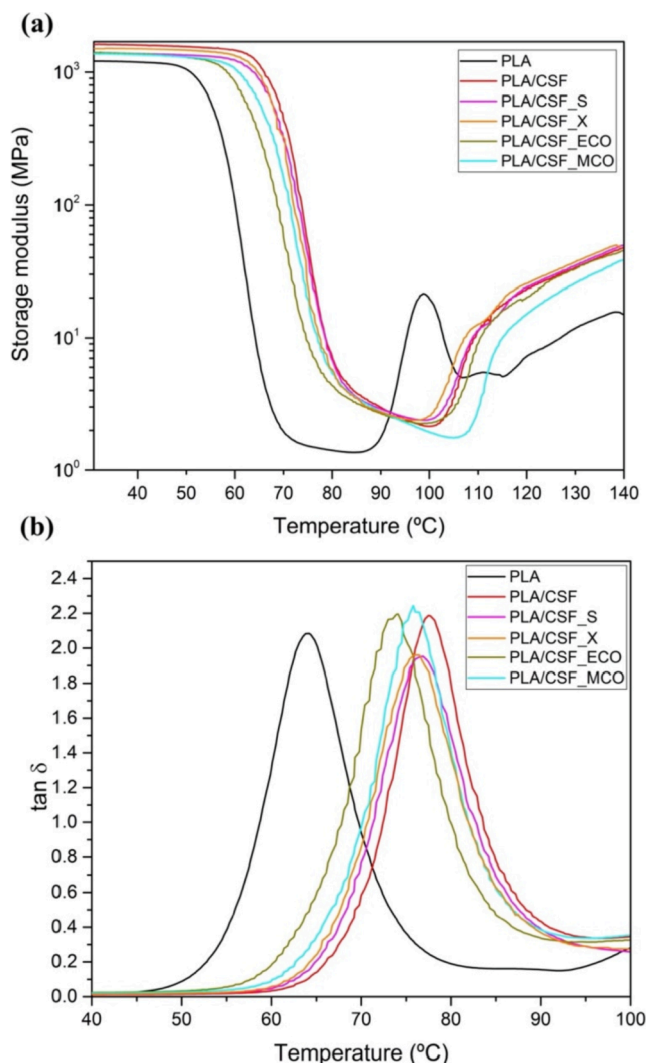 (a)
Storage modulus (MPa)
10³
10²
10¹
10⁰
PLA
PLA/CSF
PLA/CSF_S
PLA/CSF_X
PLA/CSF_ECO
PLA/CSF_MCO
40 50 60 70 80 90 100 110 120 130 140
Temperature (ºC)
(b)
tan δ
2.4
2.2
2.0
1.8
1.6
1.4
1.2
1.0
0.8
0.6
0.4
0.2
0.0
PLA
PLA/CSF
PLA/CSF_S
PLA/CSF_X
PLA/CSF_ECO
PLA/CSF_MCO
40 50 60 70 80 90 100
Temperature (ºC)